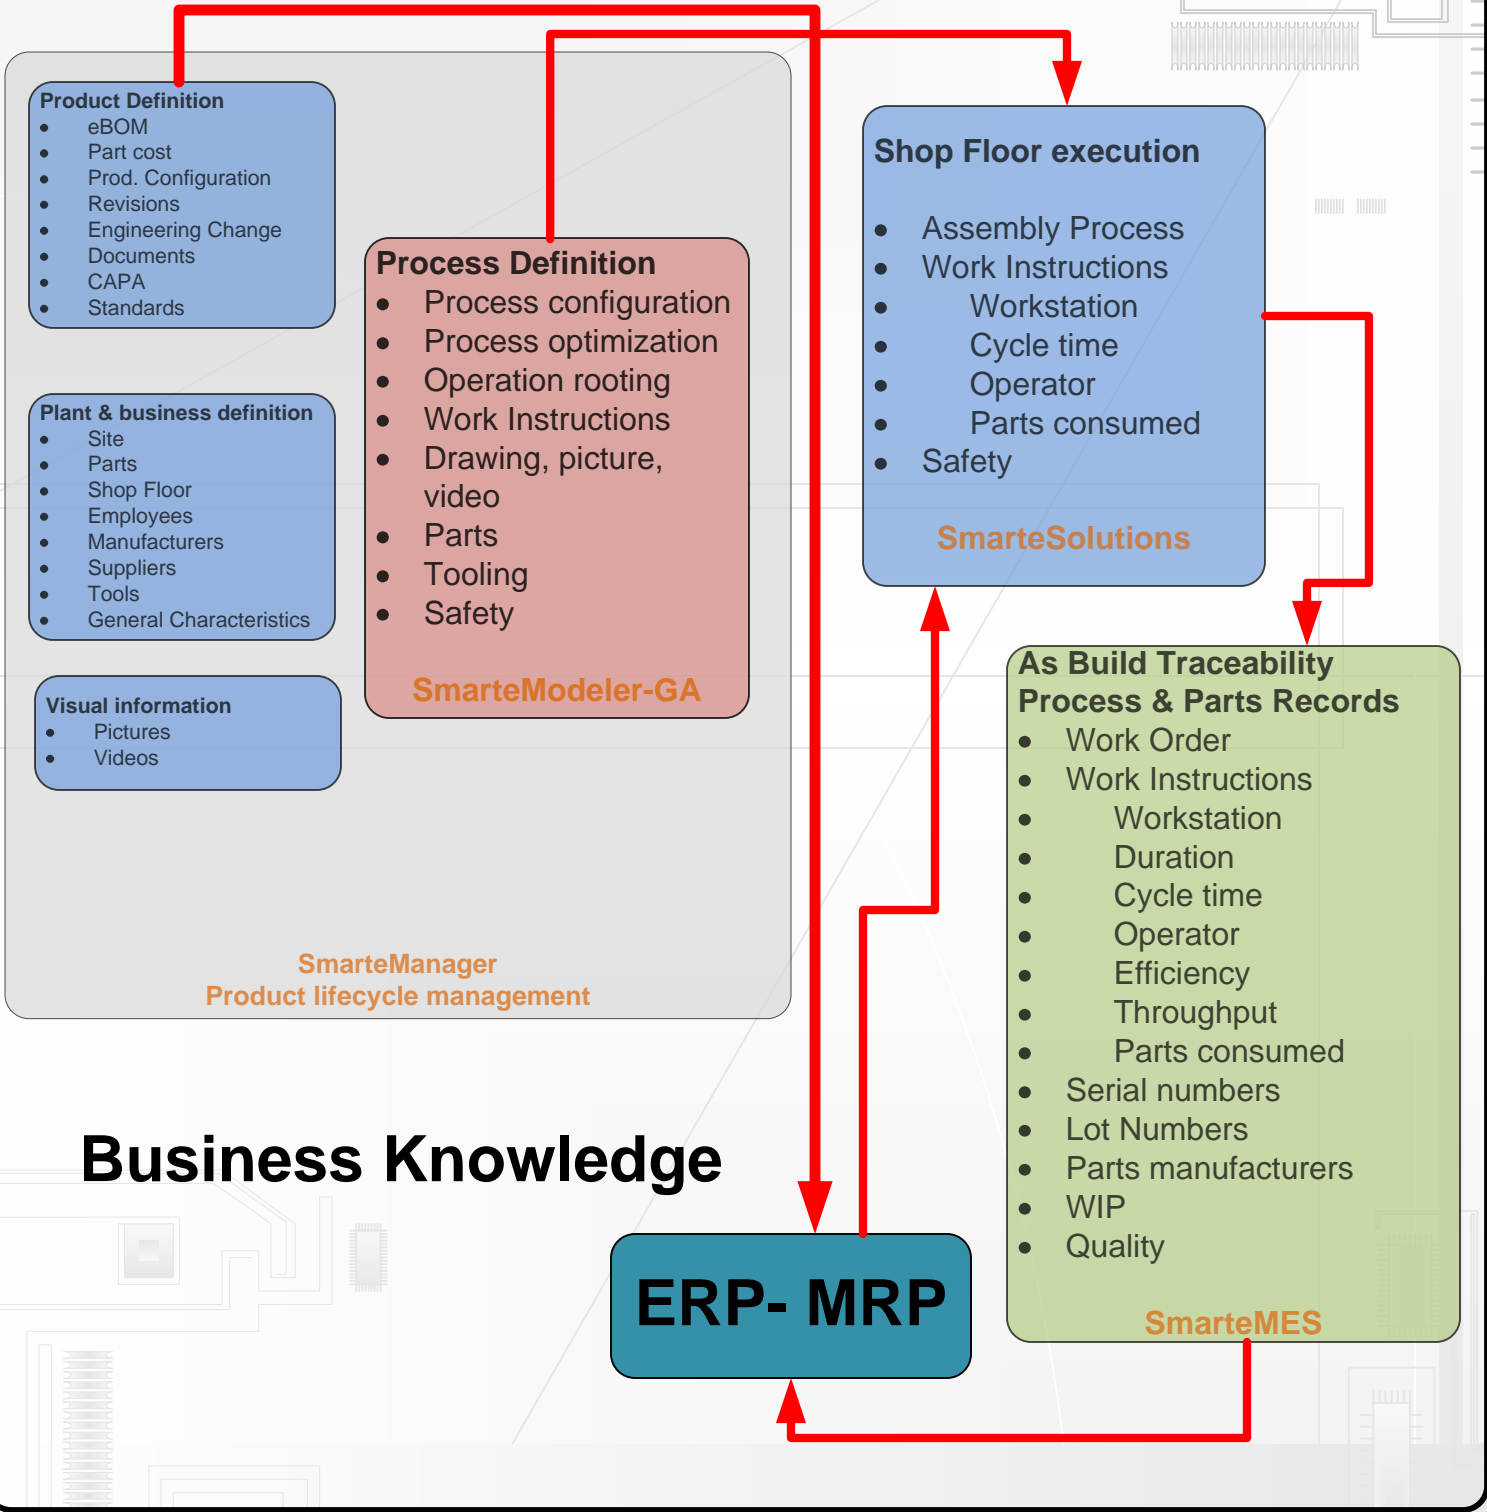 Product Definition
• eBOM
• Part cost
• Prod. Configuration
• Revisions
• Engineering Change
• Documents
• CAPA
• Standards
Plant & business definition
• Site
• Parts
• Shop Floor
• Employees
• Manufacturers
• Suppliers
• Tools
• General Characteristics
Visual information
• Pictures
• Videos
Process Definition
• Process configuration
• Process optimization
• Operation rooting
• Work Instructions
• Drawing, picture,
video
• Parts
• Tooling
• Safety
SmarteModeler-GA
SmarteManager
Product lifecycle management
Shop Floor execution
• Assembly Process
• Work Instructions
• Workstation
• Cycle time
• Operator
• Parts consumed
• Safety
SmarteSolutions
As Build Traceability
Process & Parts Records
• Work Order
• Work Instructions
• Workstation
• Duration
• Cycle time
• Operator
• Efficiency
• Throughput
• Parts consumed
• Serial numbers
• Lot Numbers
• Parts manufacturers
• WIP
• Quality
SmarteMES
Business Knowledge
ERP- MRP